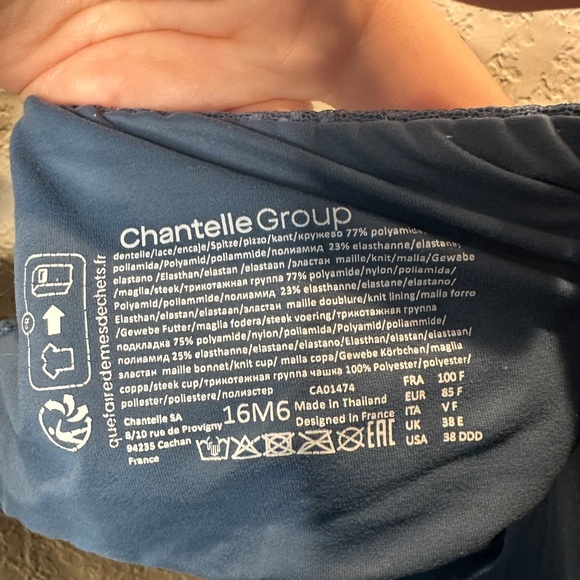 Chantelle Group
dentelle/lace/encaje/Spitze/pizzo/kant/кружево 77% polyamide/
poliamida/Polyamid/poliammide/полиамид 23% elasthanne/elastane/
elastano /Elasthan/elastan /elastaan /эластан maille/knit/malla/Gewabe
/maglia/steek/трикотажная группа 77% polyamide/nylon/poliamida/
Polyamid/poliammide/полиамид 23% elasthanne/elastane/elastano/
Elasthan/elastan/elastaan/эластан maille doublure/knit lining/malla forro
/Gewebe Futter/maglia fodera/steek voering/трикотажная группа
подкладка 75% polyamide/nylon/poliamida/Polyamid/poliammide/
полиамид 25% elasthanne/elastane/elastano/Elasthan/elastan/elastaan/
эластан maille bonnet/knit cup/ malla copa/Gewebe Körbchen/maglia
coppa/steek cup/трикотажная группа чашка 100% Polyester/polyester/
poliester/poliestere/полиэстер
CA01474
Chantelle SA
8/10 rue de Provigny
94235 Cachan
France
16M6
Made in Thailand
Designed in France
EAC
FRA 100 F
EUR 85 F
ITA V F
UK 38 E
USA 38 DDD
quefairedemesdechets.fr